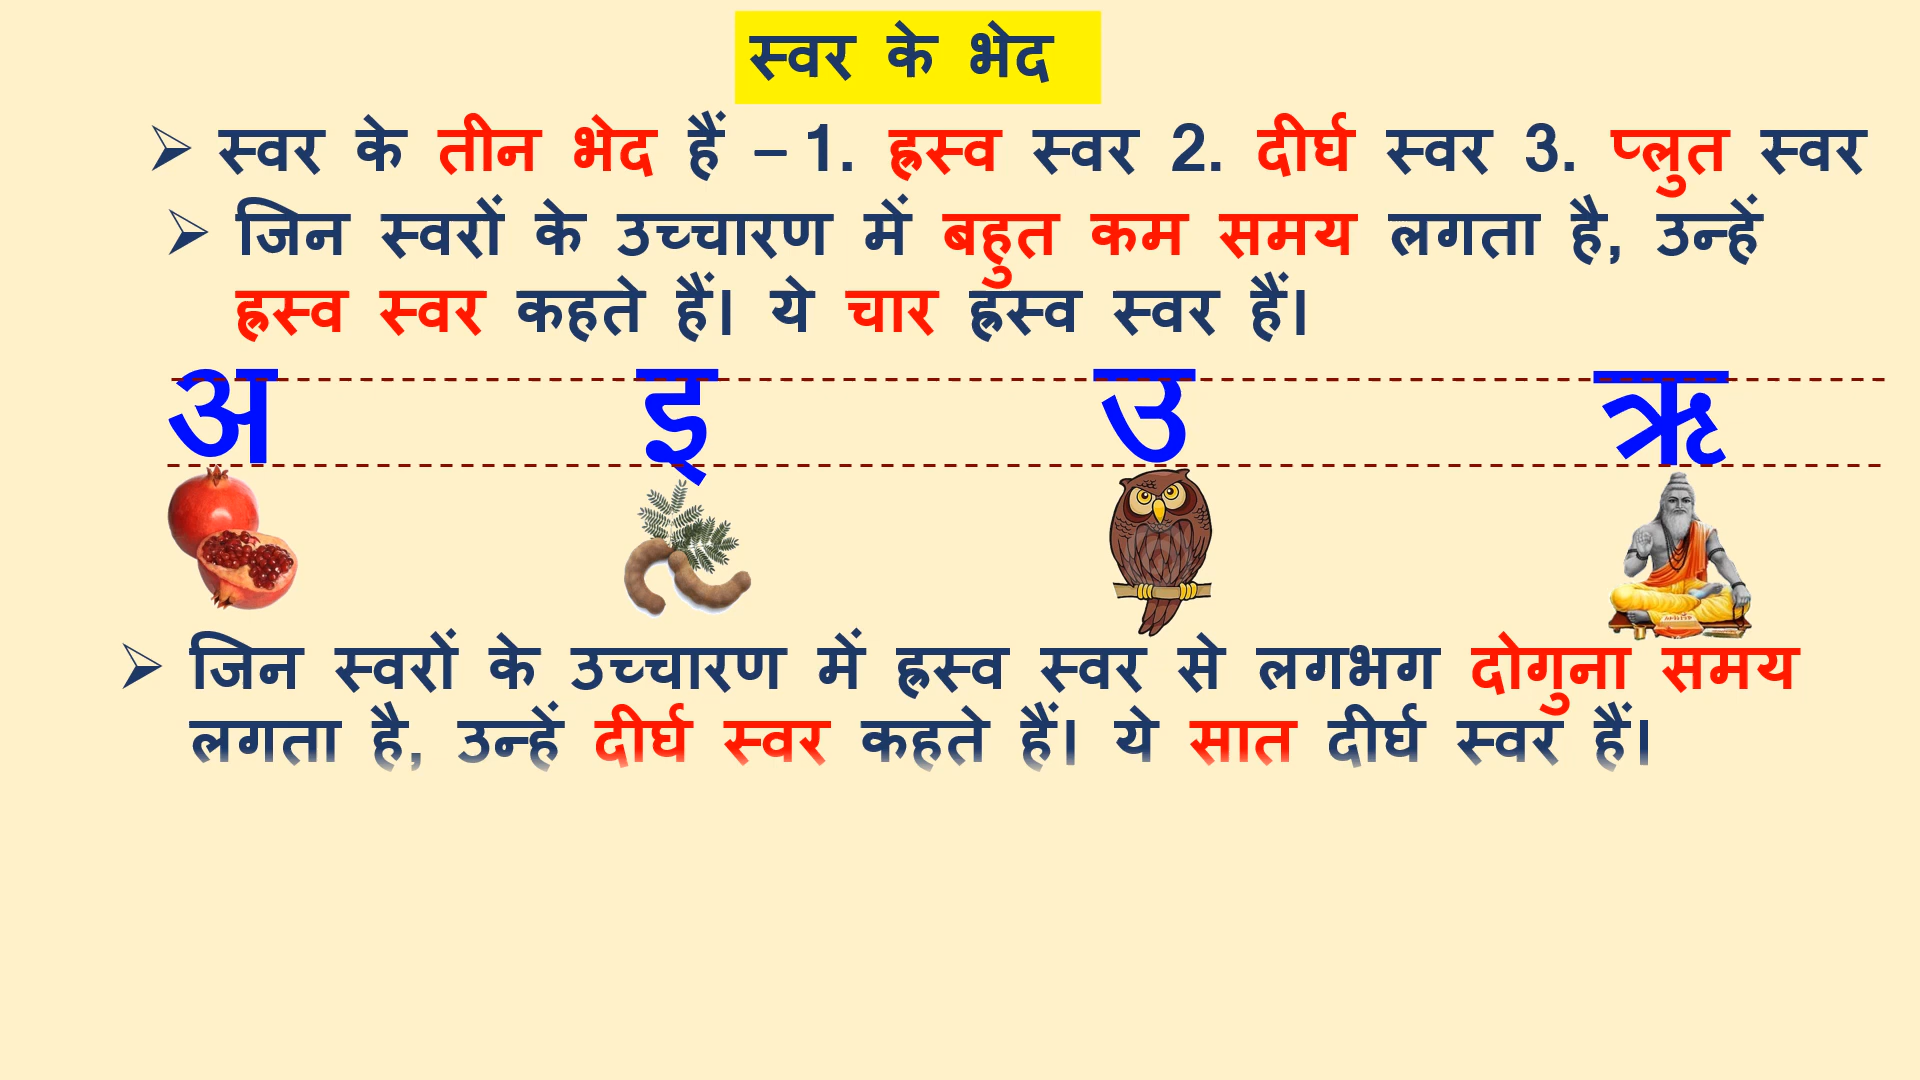 स्वर के भेद
स्वर के तीन भेद हैं – 1. ह्रस्व स्वर 2. दीर्घ स्वर 3. प्लुत स्वर
जिन स्वरों के उच्चारण में बहुत कम समय लगता है, उन्हें
ह्रस्व स्वर कहते हैं। ये चार ह्रस्व स्वर हैं।
अ इ उ ऋ
जिन स्वरों के उच्चारण में ह्रस्व स्वर से लगभग दोगुना समय
लगता है, उन्हें दीर्घ स्वर कहते हैं। ये सात दीर्घ स्वर हैं।